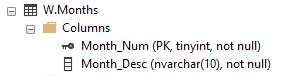 W.Months
Columns
Month_Num (PK, tinyint, not null)
Month_Desc (nvarchar(10), not null)